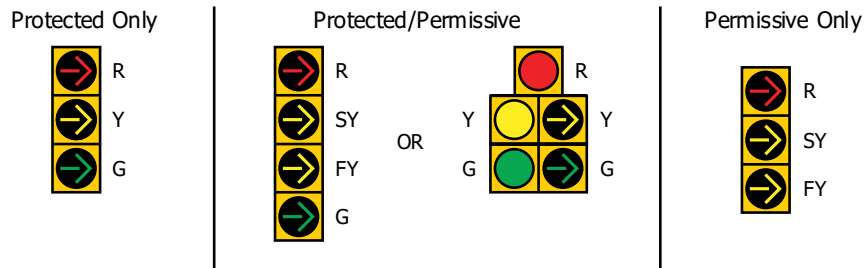 Protected Only
R
Y
G
Protected/Permissive
R
SY
FY
G
OR
R
Y Y
G G
Permissive Only
R
SY
FY